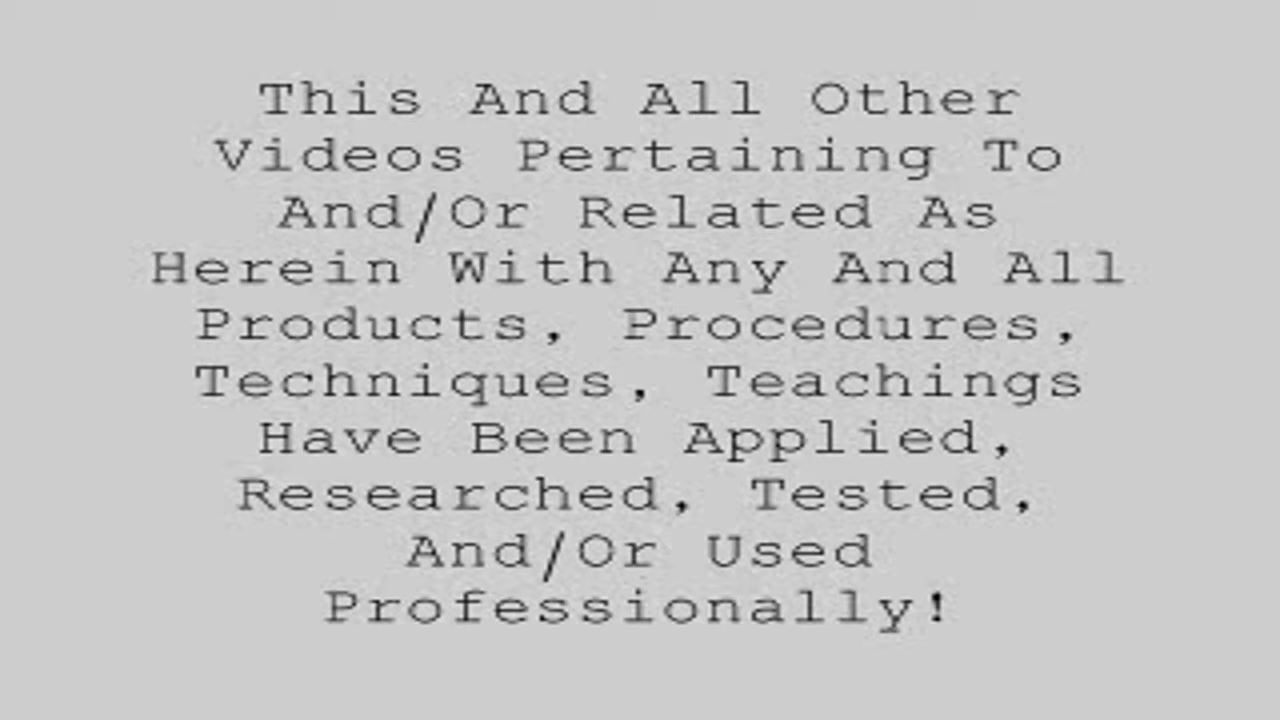 This And All Other
Videos Pertaining To
And/Or Related As
Herein With Any And All
Products, Procedures,
Techniques, Teachings
Have Been Applied,
Researched, Tested,
And/Or Used
Professionally!